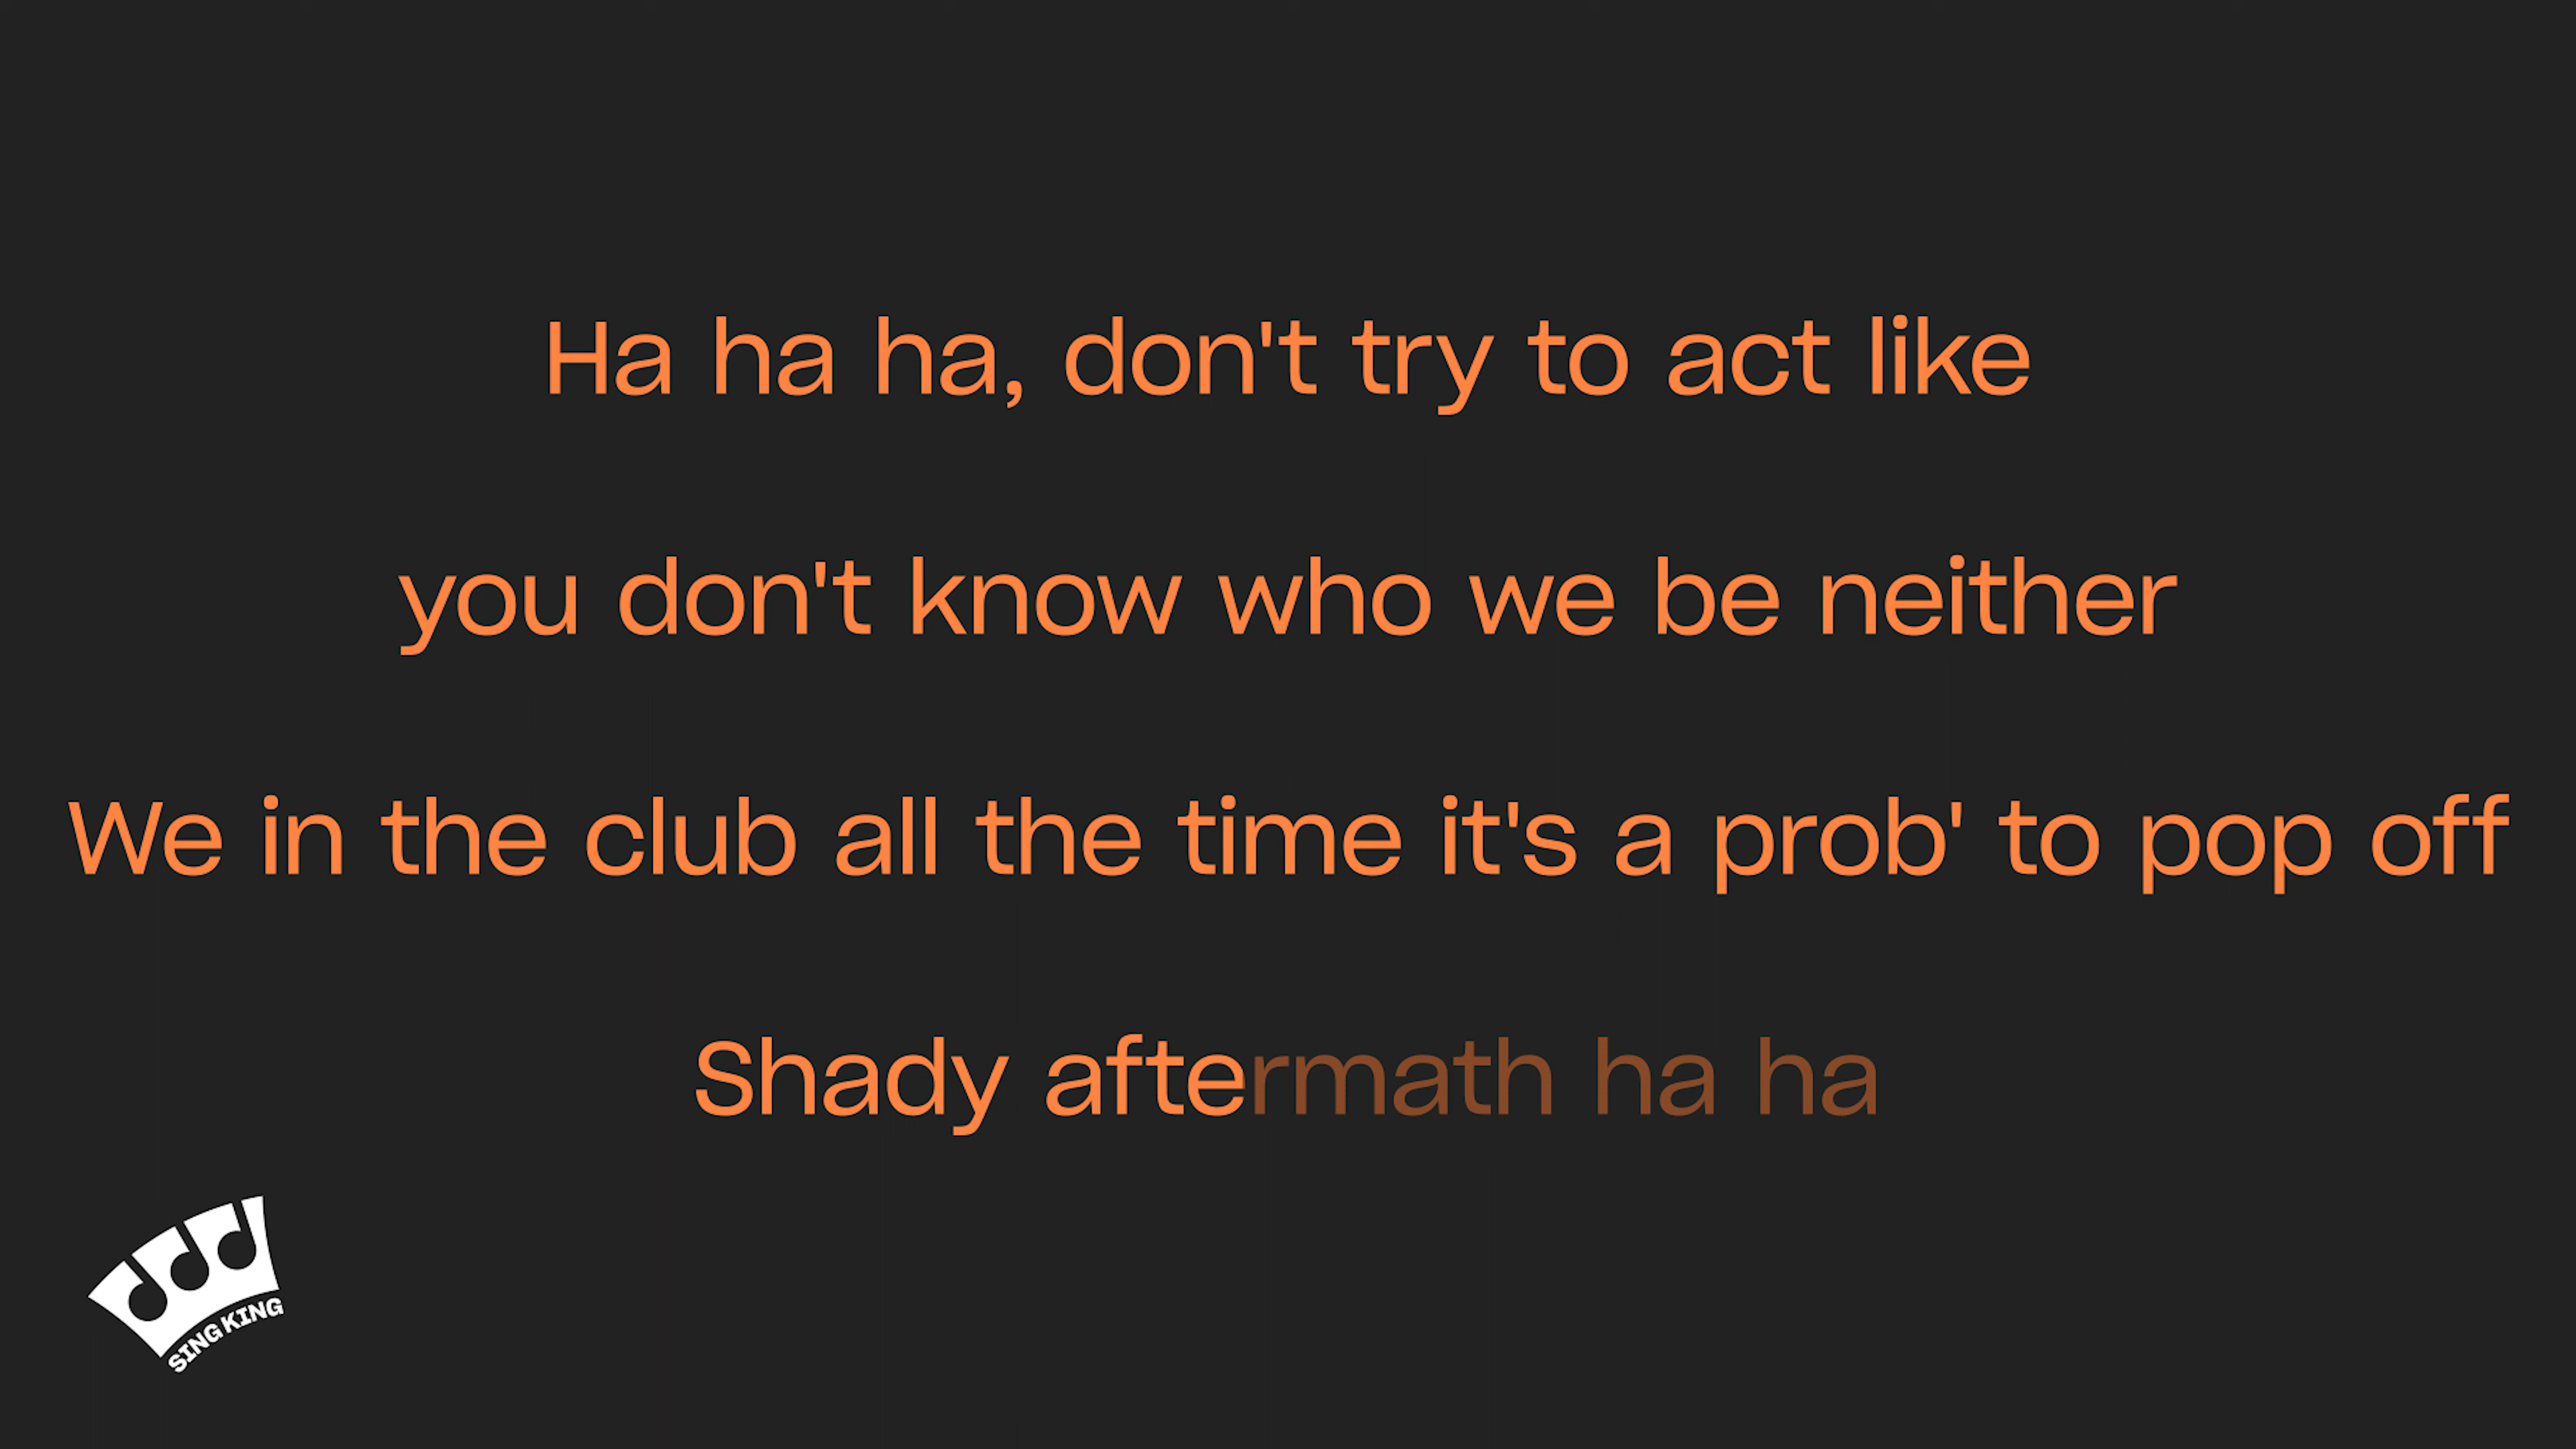 Ha ha ha, don't try to act like
you don't know who we be neither
We in the club all the time it's a prob' to pop off
Shady aftermath ha ha
SING KING